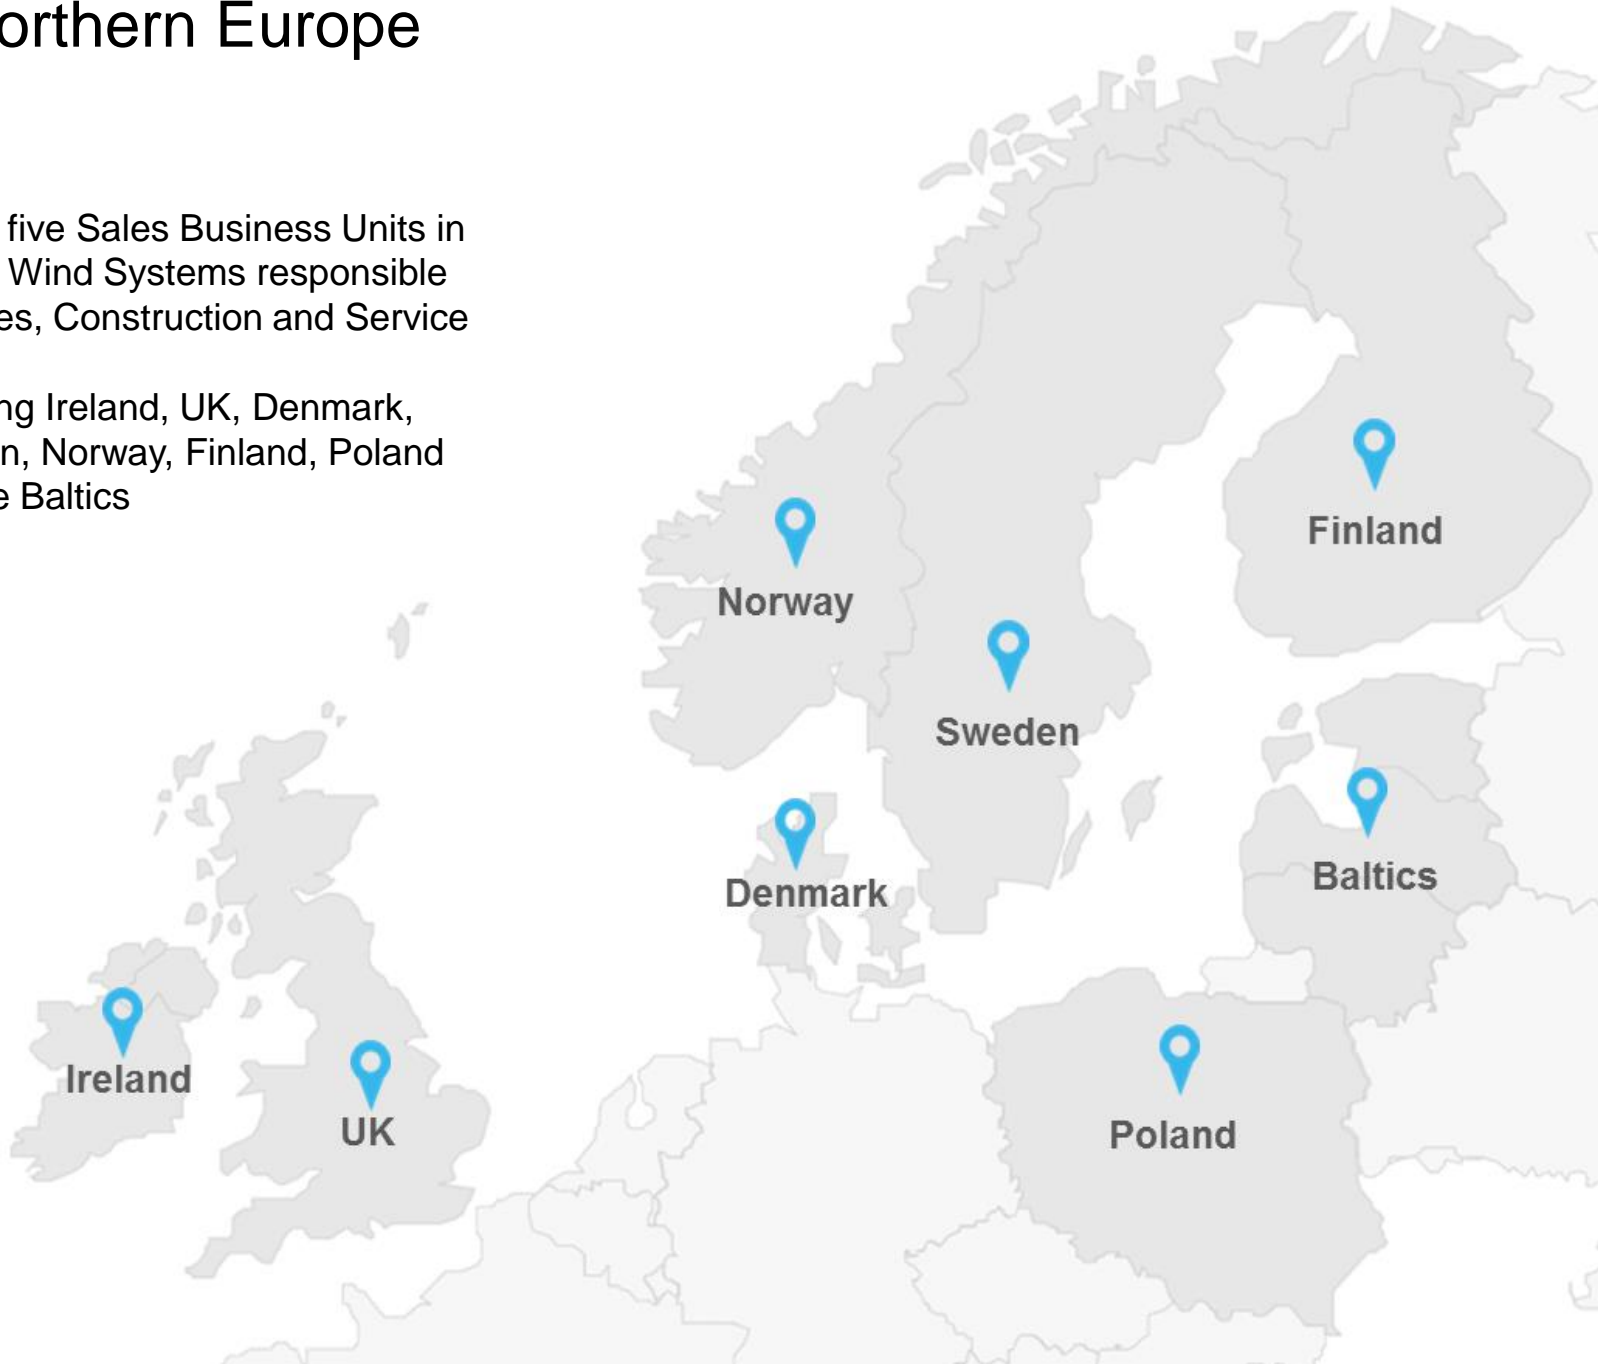 orthern Europe
five Sales Business Units in
Wind Systems responsible
es, Construction and Service
ng Ireland, UK, Denmark,
n, Norway, Finland, Poland
e Baltics
Finland
Norway
Sweden
Baltics
Denmark
Ireland
UK
Poland